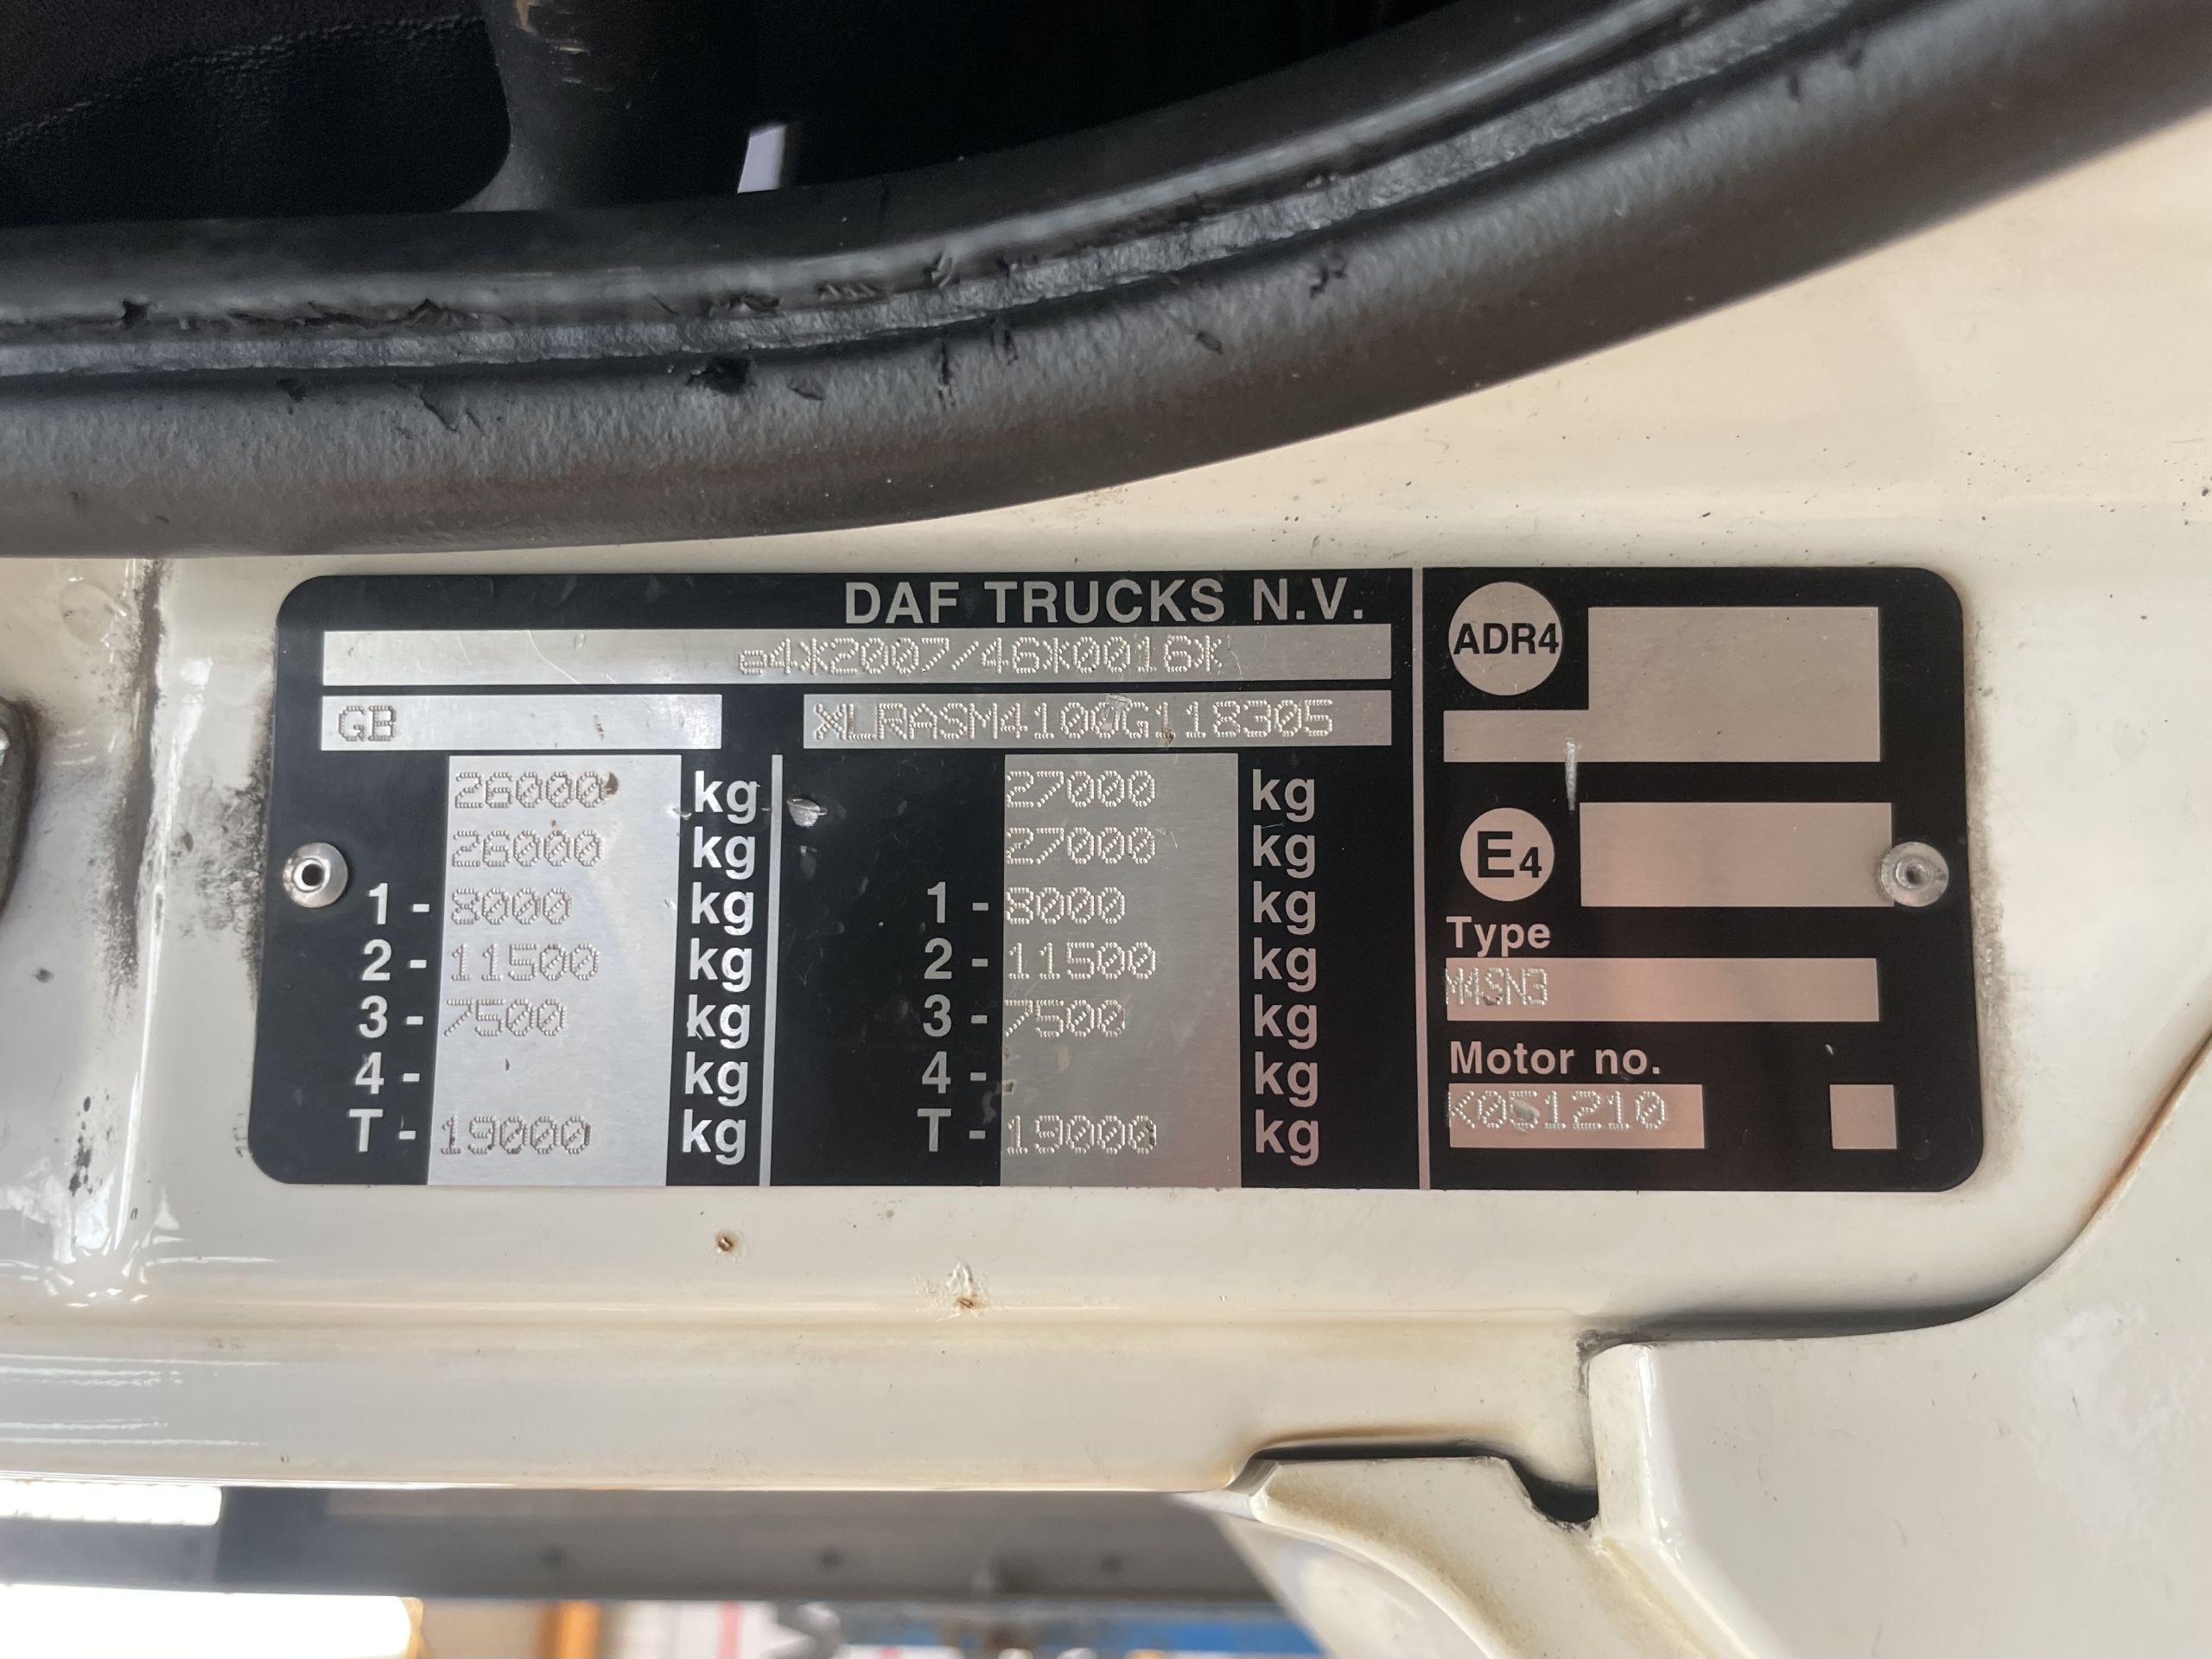 DAF TRUCKS N.V.
e4*2007/46*0016*
GB XLRASM4100G118305
26000 kg 27000 kg
26000 kg 27000 kg
1 - 8000 kg 1 - 8000 kg
2 - 11500 kg 2 - 11500 kg
3 - 7500 kg 3 - 7500 kg
4 - kg 4 - kg
T - 19000 kg T - 19000 kg
ADR4
E4
Type
M4SN3
Motor no.
K051210